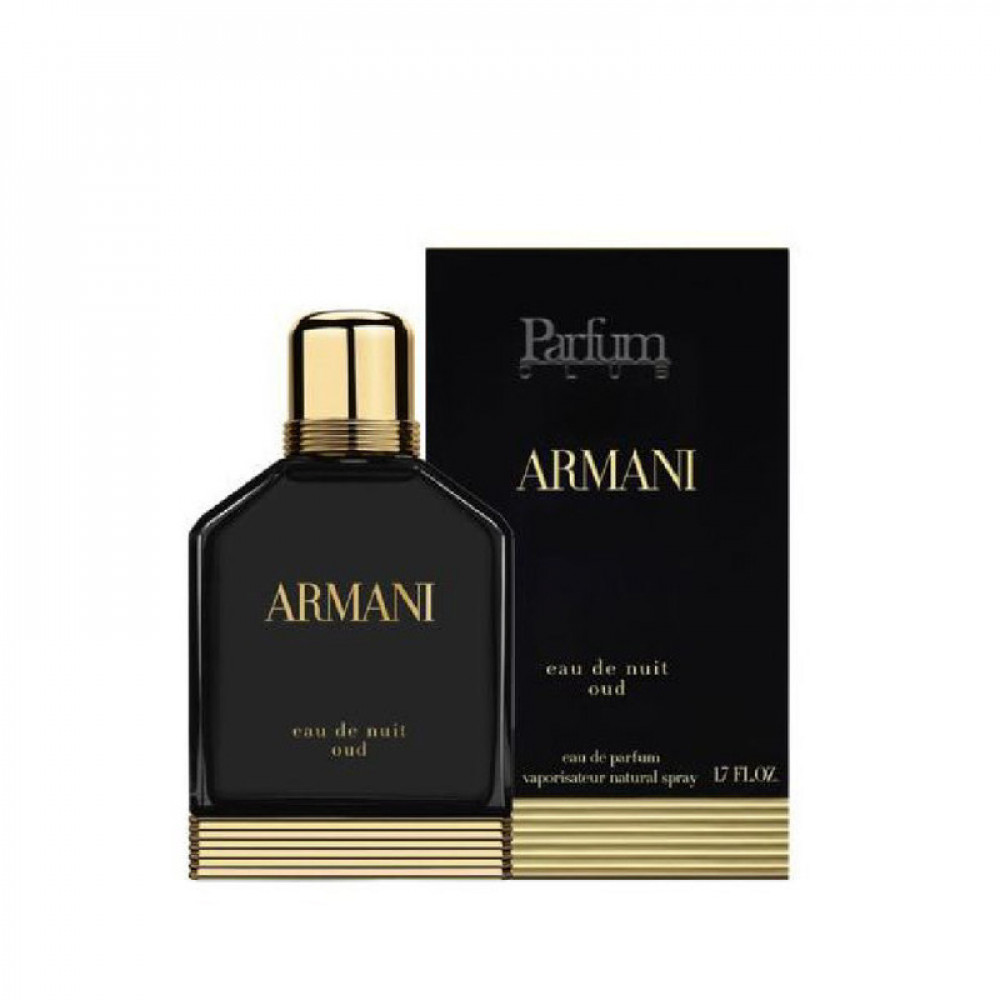 ARMANI
eau de nuit
oud
Parfum
CLUB
ARMANI
eau de nuit
oud
eau de parfum
vaporisateur natural spray 1.7 FL.OZ.